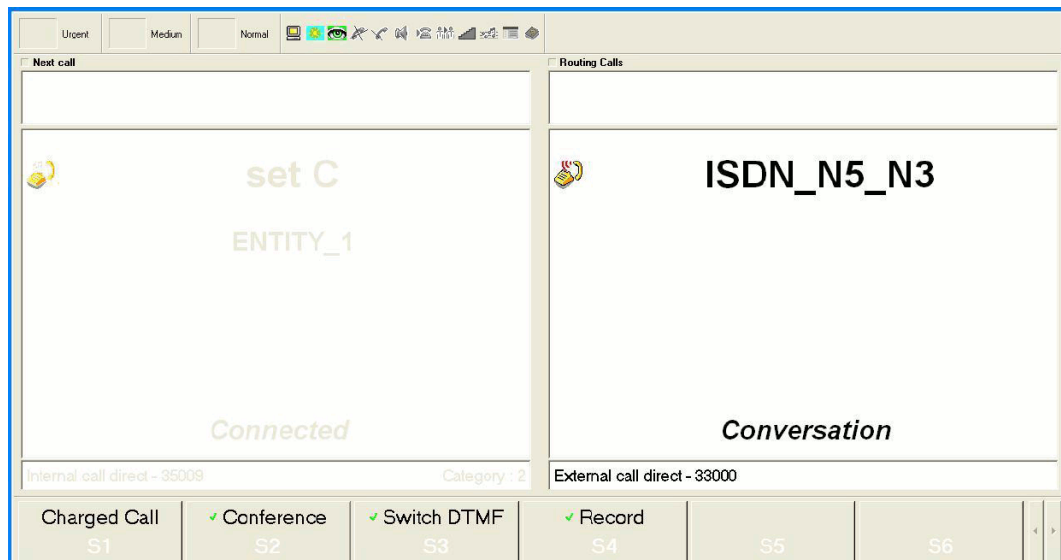 Urgent Medium Normal
Next call Routing Calls
set C ISDN_N5_N3
ENTITY_1
Connected Conversation
Internal call direct - 35009 Category : 2 External call direct - 33000
Charged Call Conference Switch DTMF Record
S1 S2 S3 S4 S5 S6